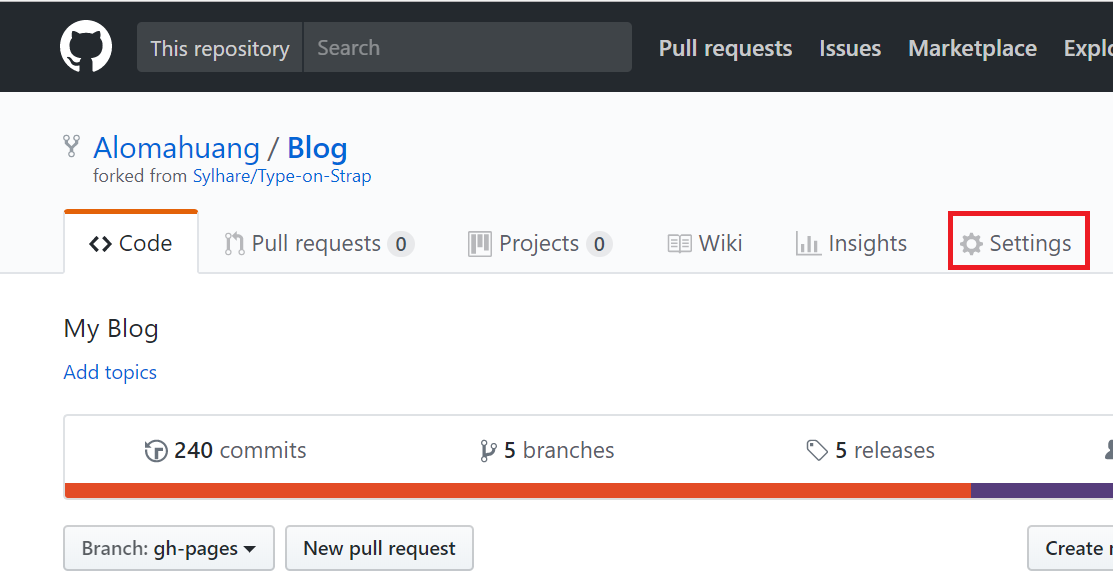 This repository Search Pull requests Issues Marketplace
Alomahuang / Blog
forked from Sylhare/Type-on-Strap
Code Pull requests 0 Projects 0 Wiki Insights Settings
My Blog
Add topics
240 commits 5 branches 5 releases
Branch: gh-pages New pull request Create